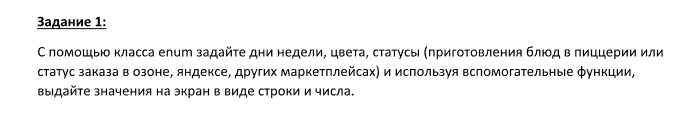 Задание 1:
С помощью класса enum задайте дни недели, цвета, статусы (приготовления блюд в пиццерии или
статус заказа в озоне, яндексе, других маркетплейсах) и используя вспомогательные функции,
выдайте значения на экран в виде строки и числа.